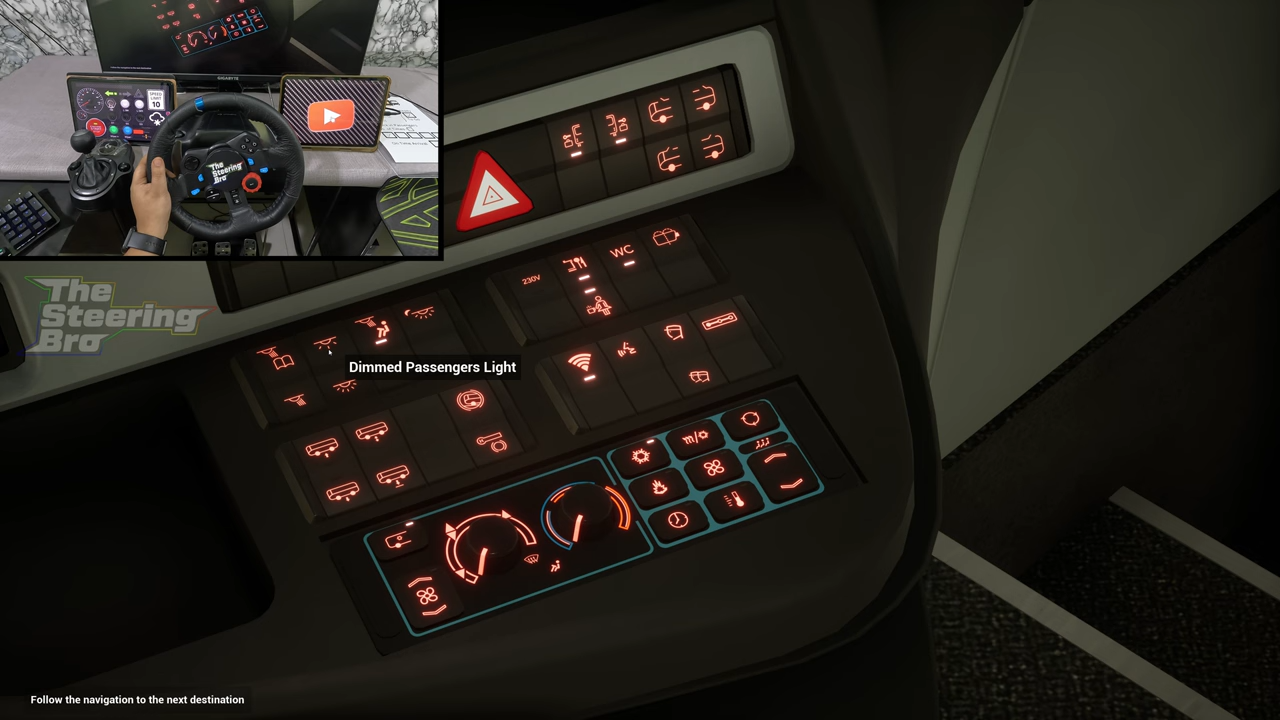 GIGABYTE
SPEED
LIMIT
10
The
Steering
Bro
The
Steering
Bro
230V
WC
m/
Dimmed Passengers Light
Follow the navigation to the next destination